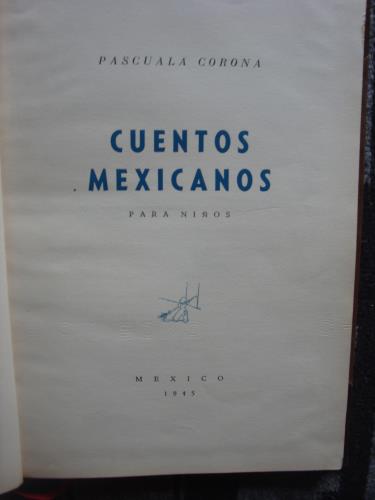 PASCUALA CORONA
CUENTOS
MEXICANOS
PARA NIÑOS
MEXICO
1945